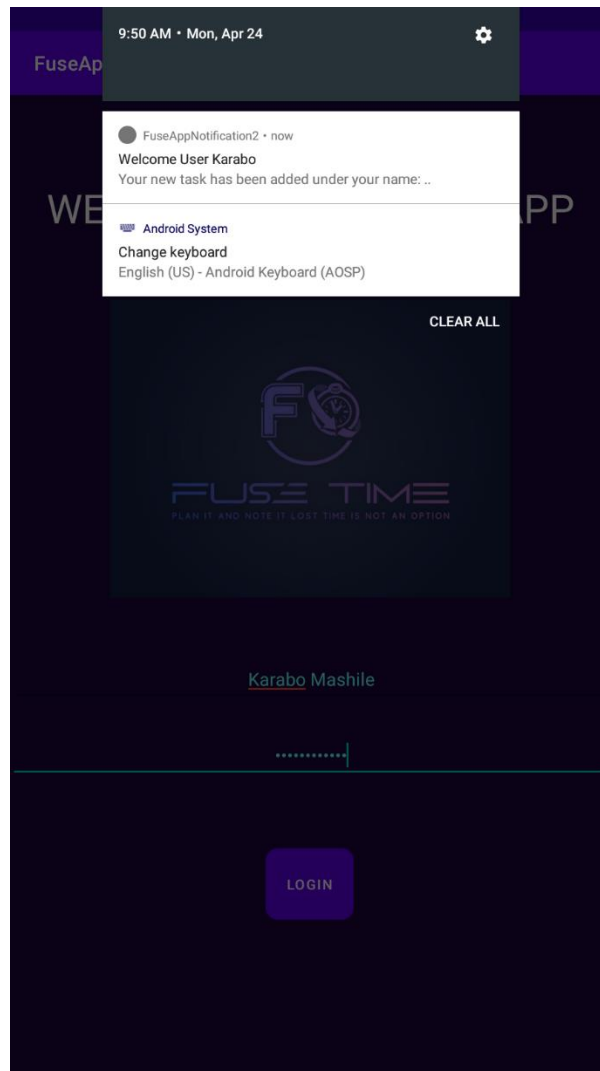 9:50 AM • Mon, Apr 24
FuseAp
FuseAppNotification2 • now
Welcome User Karabo
Your new task has been added under your name: ..
WE
PP
Android System
Change keyboard
English (US) - Android Keyboard (AOSP)
CLEAR ALL
F
FUSE TIME
PLAN IT AND NOTE IT LOST TIME IS NOT AN OPTION
Karabo Mashile
••••••••••••
LOGIN